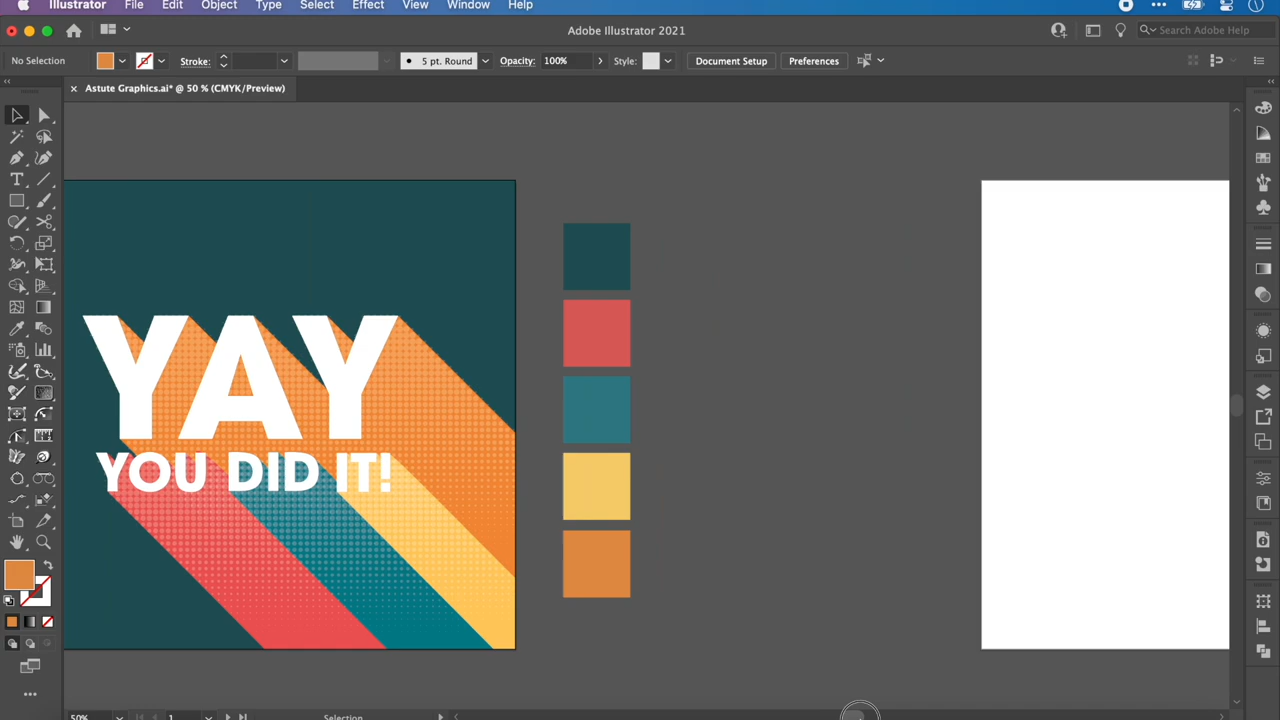 Illustrator File Edit Object Type Select Effect View Window Help
Adobe Illustrator 2021
Search Adobe Help
No Selection Stroke: 5 pt. Round Opacity: 100% Style: Document Setup Preferences
Astute Graphics.ai* @ 50 % (CMYK/Preview)
YAY
YOU DID IT!
50% 1 Selection